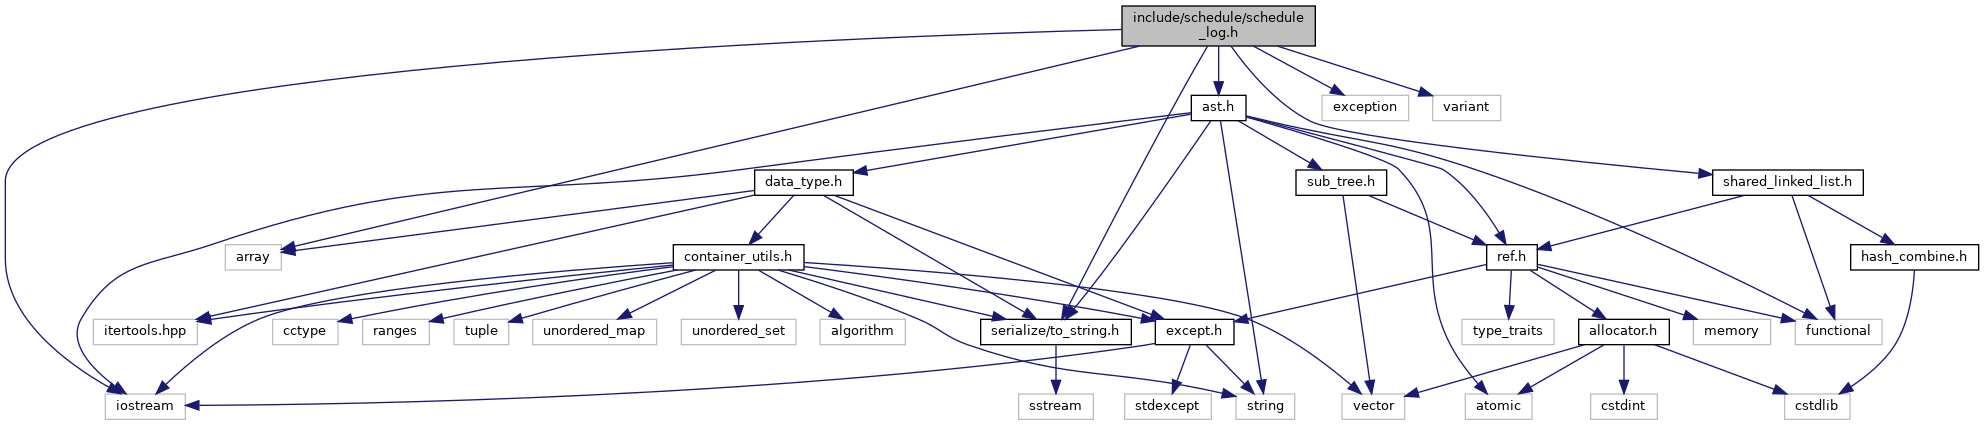 include/schedule/schedule
_log.h
ast.h
exception
variant
data_type.h
sub_tree.h
shared_linked_list.h
array
container_utils.h
ref.h
hash_combine.h
itertools.hpp
cctype
ranges
tuple
unordered_map
unordered_set
algorithm
serialize/to_string.h
except.h
type_traits
allocator.h
memory
functional
iostream
sstream
stdexcept
string
vector
atomic
cstdint
cstdlib